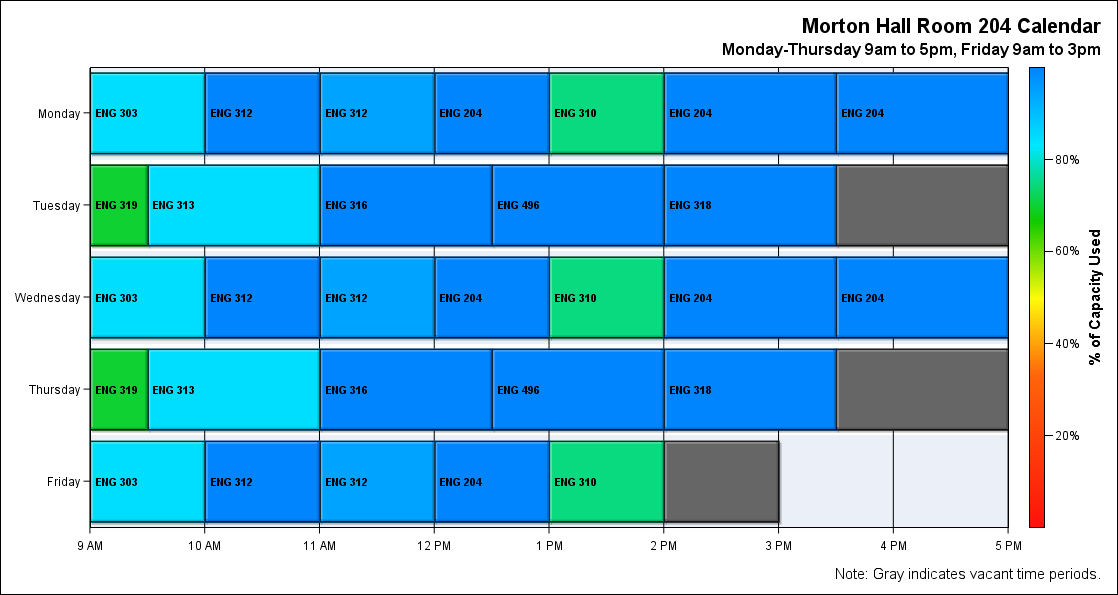 Morton Hall Room 204 Calendar
Monday-Thursday 9am to 5pm, Friday 9am to 3pm
Monday
ENG 303 ENG 312 ENG 312 ENG 204 ENG 310 ENG 204 ENG 204
Tuesday
ENG 319 ENG 313 ENG 316 ENG 496 ENG 318
Wednesday
ENG 303 ENG 312 ENG 312 ENG 204 ENG 310 ENG 204 ENG 204
Thursday
ENG 319 ENG 313 ENG 316 ENG 496 ENG 318
Friday
ENG 303 ENG 312 ENG 312 ENG 204 ENG 310
9 AM 10 AM 11 AM 12 PM 1 PM 2 PM 3 PM 4 PM 5 PM
80%
60%
40%
20%
% of Capacity Used
Note: Gray indicates vacant time periods.